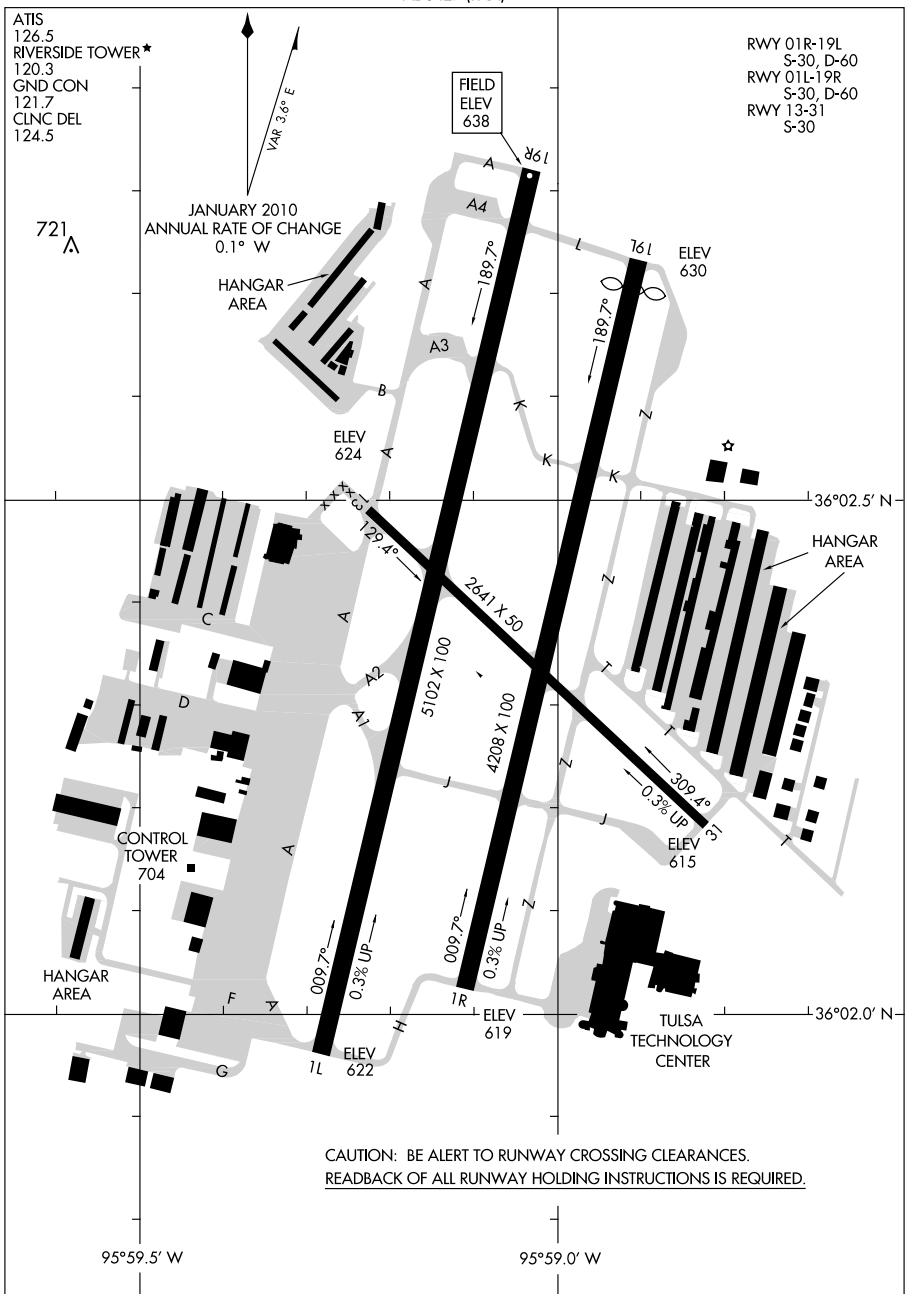 ATIS
126.5
RIVERSIDE TOWER★
120.3
GND CON
121.7
CLNC DEL
124.5
VAR 3.6° E
JANUARY 2010
ANNUAL RATE OF CHANGE
0.1° W
FIELD
ELEV
638
RWY 01R-19L
S-30, D-60
RWY 01L-19R
S-30, D-60
RWY 13-31
S-30
721
HANGAR
AREA
A
19R
A4
L
19L
ELEV
630
A
189.7°
189.7°
A3
B
K
Z
ELEV
624
A
K
K
13
129.4°
36°02.5' N
HANGAR
AREA
2641 X 50
Z
C
A
A2
T
D
A1
5102 X 100
4208 X 100
T
J
Z
309.4°
0.3% UP
31
J
T
ELEV
615
CONTROL
TOWER
704
A
Z
009.7°
0.3% UP
009.7°
0.3% UP
HANGAR
AREA
F
A
H
1R
ELEV
619
36°02.0' N
TULSA
TECHNOLOGY
CENTER
G
1L
ELEV
622
CAUTION: BE ALERT TO RUNWAY CROSSING CLEARANCES.
READBACK OF ALL RUNWAY HOLDING INSTRUCTIONS IS REQUIRED.
95°59.5' W
95°59.0' W